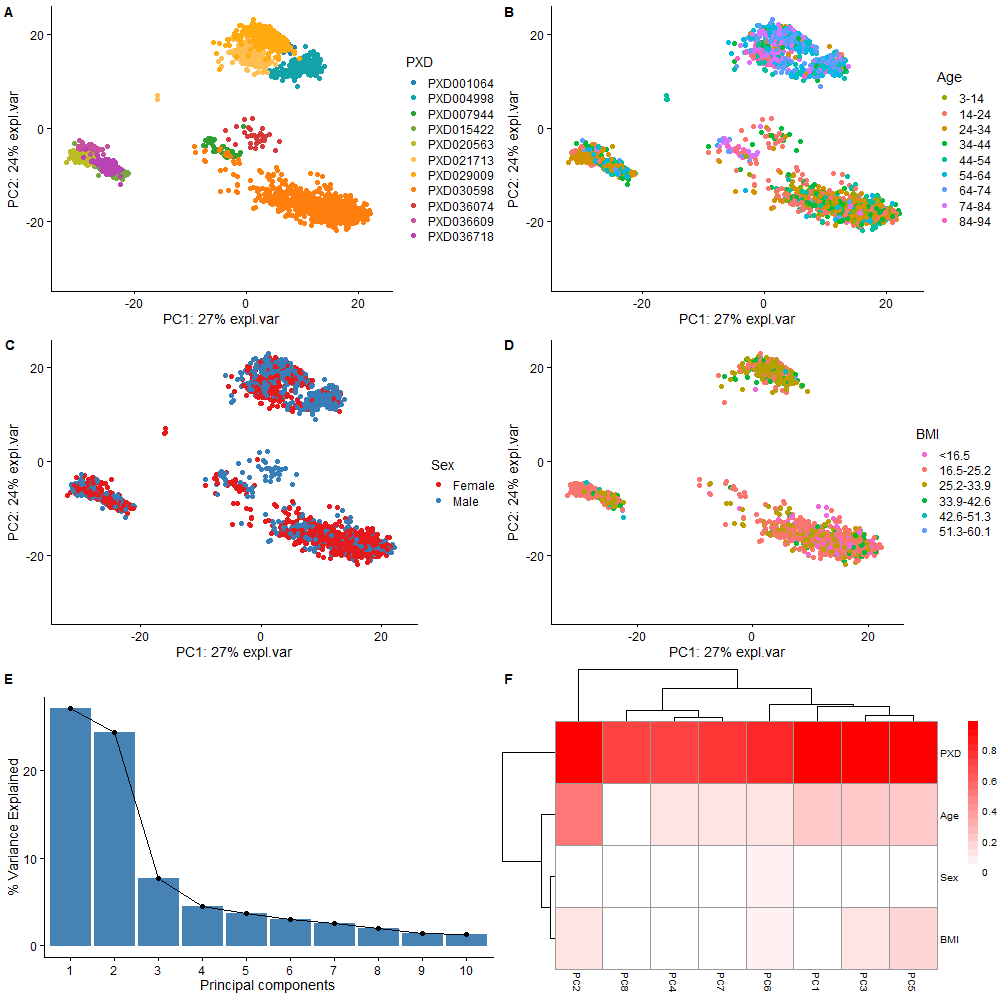 A
20
0
-20
PC2: 24% expl.var
-20
0
20
PC1: 27% expl.var
PXD
PXD001064
PXD004998
PXD007944
PXD015422
PXD020563
PXD021713
PXD029009
PXD030598
PXD036074
PXD036609
PXD036718
B
20
0
-20
PC2: 24% expl.var
-20
0
20
PC1: 27% expl.var
Age
3-14
14-24
24-34
34-44
44-54
54-64
64-74
74-84
84-94
C
20
0
-20
PC2: 24% expl.var
-20
0
20
PC1: 27% expl.var
Sex
Female
Male
D
20
0
-20
PC2: 24% expl.var
-20
0
20
PC1: 27% expl.var
BMI
<16.5
16.5-25.2
25.2-33.9
33.9-42.6
42.6-51.3
51.3-60.1
E
20
10
0
% Variance Explained
1 2 3 4 5 6 7 8 9 10
Principal components
F
PXD
Age
Sex
BMI
PC2 PC8 PC4 PC7 PC6 PC1 PC3 PC5
0.8
0.6
0.4
0.2
0